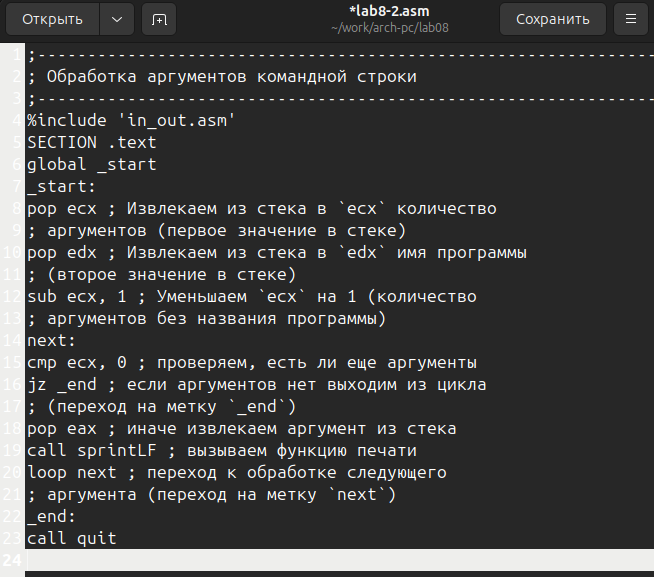 Открыть
*lab8-2.asm
~/work/arch-pc/lab08
Сохранить
1 ;--------------------------------------------------------------
2 ; Обработка аргументов командной строки
3 ;--------------------------------------------------------------
4 %include 'in_out.asm'
5 SECTION .text
6 global _start
7 _start:
8 pop ecx ; Извлекаем из стека в `ecx` количество
9 ; аргументов (первое значение в стеке)
10 pop edx ; Извлекаем из стека в `edx` имя программы
11 ; (второе значение в стеке)
12 sub ecx, 1 ; Уменьшаем `ecx` на 1 (количество
13 ; аргументов без названия программы)
14 next:
15 cmp ecx, 0 ; проверяем, есть ли еще аргументы
16 jz _end ; если аргументов нет выходим из цикла
17 ; (переход на метку `_end`)
18 pop eax ; иначе извлекаем аргумент из стека
19 call sprintLF ; вызываем функцию печати
20 loop next ; переход к обработке следующего
21 ; аргумента (переход на метку `next`)
22 _end:
23 call quit
24